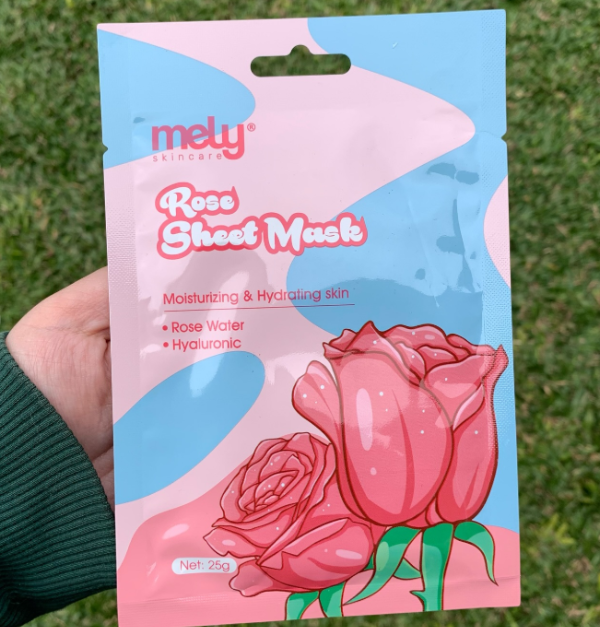 mely®
skincare
Rose
Sheet Mask
Moisturizing & Hydrating skin
• Rose Water
• Hyaluronic
Net: 25g